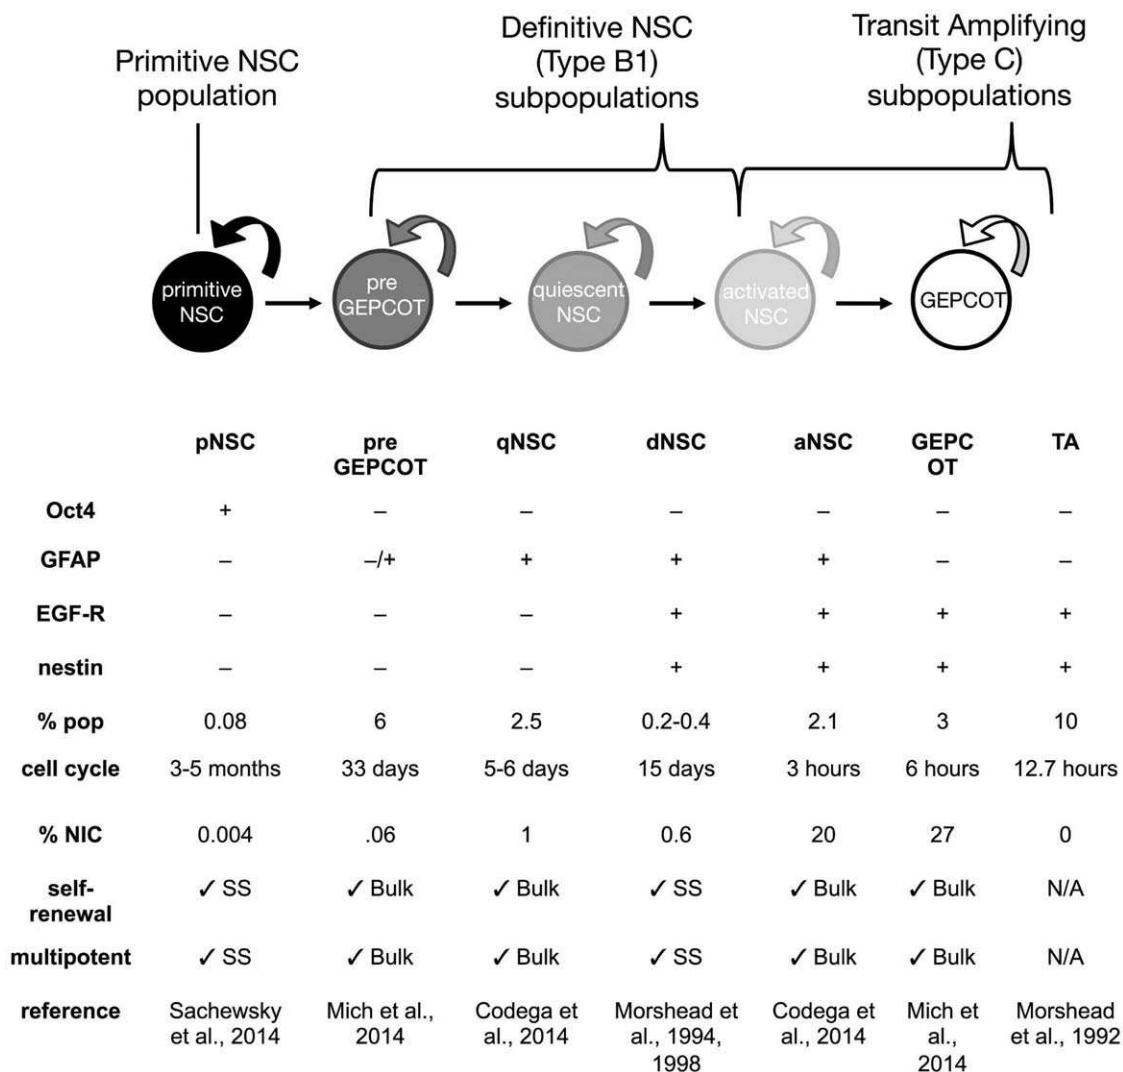 Primitive NSC
population
Definitive NSC
(Type B1)
subpopulations
Transit Amplifying
(Type C)
subpopulations
primitive
NSC
pre
GEPCOT
quiescent
NSC
activated
NSC
GEPCOT
pNSC pre GEPCOT qNSC dNSC aNSC GEPC OT TA
Oct4 + – – – – – –
GFAP – –/+ + + + – –
EGF-R – – – + + + +
nestin – – – + + + +
% pop 0.08 6 2.5 0.2-0.4 2.1 3 10
cell cycle 3-5 months 33 days 5-6 days 15 days 3 hours 6 hours 12.7 hours
% NIC 0.004 .06 1 0.6 20 27 0
self-renewal ✓ SS ✓ Bulk ✓ Bulk ✓ SS ✓ Bulk ✓ Bulk N/A
multipotent ✓ SS ✓ Bulk ✓ Bulk ✓ SS ✓ Bulk ✓ Bulk N/A
reference Sachewsky et al., 2014 Mich et al., 2014 Codega et al., 2014 Morshead et al., 1994, 1998 Codega et al., 2014 Mich et al., 2014 Morshead et al., 1992